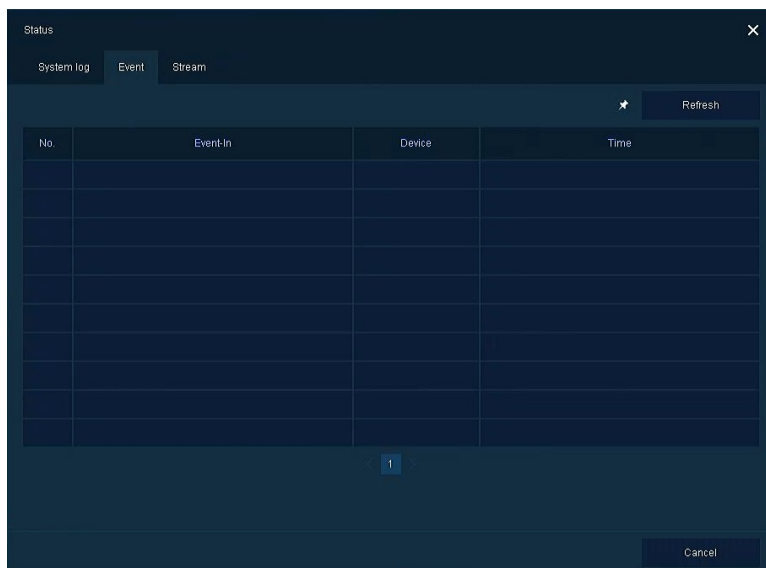 Status
System log Event Stream
Refresh
No. Event-In Device Time
1
Cancel